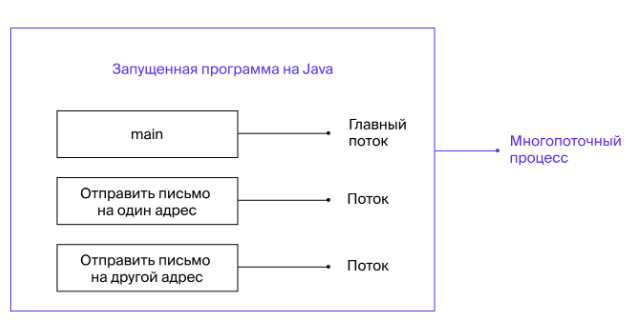 Запущенная программа на Java
main
Главный
поток
Многопоточный
процесс
Отправить письмо
на один адрес
Поток
Отправить письмо
на другой адрес
Поток